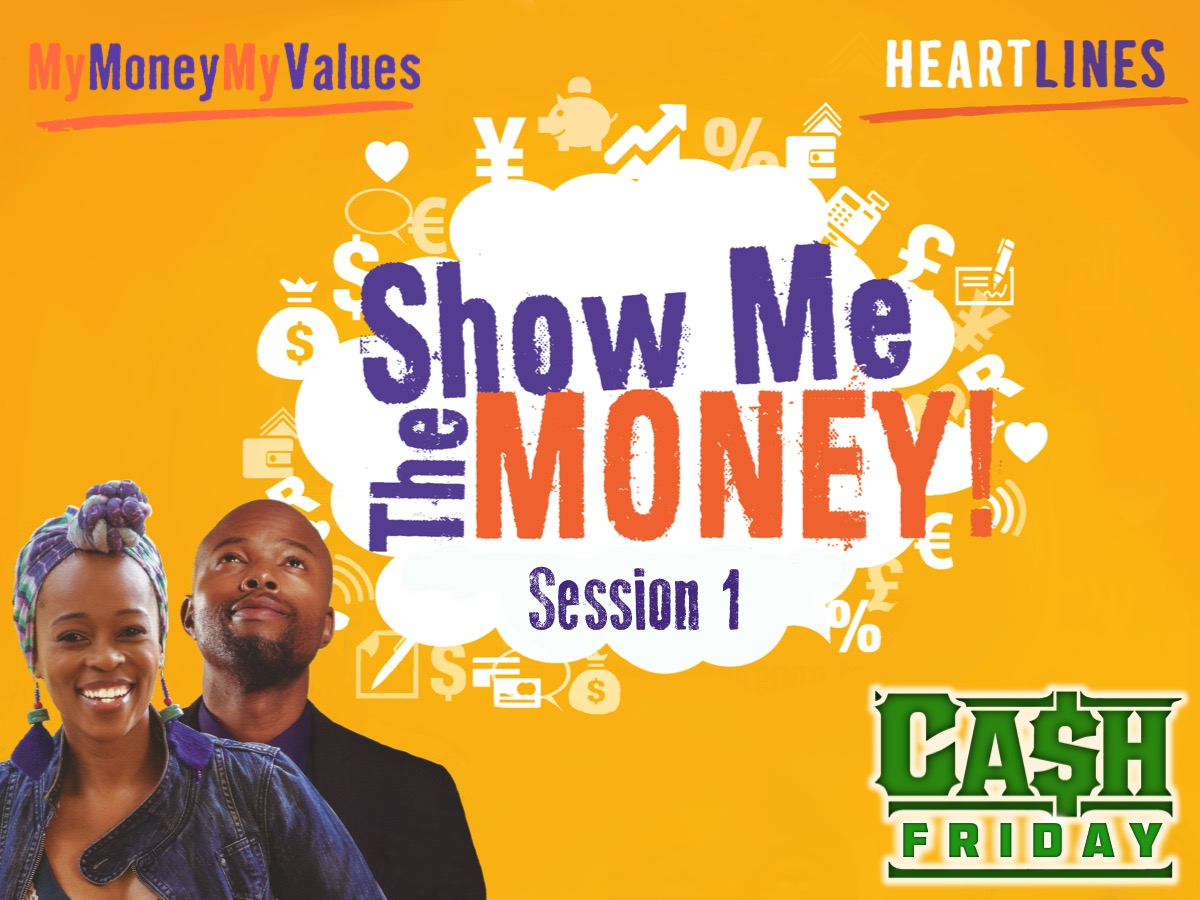 MyMoneyMyValues
HEARTLINES
Show Me
The MONEY!
Session 1
CA$H
FRIDAY